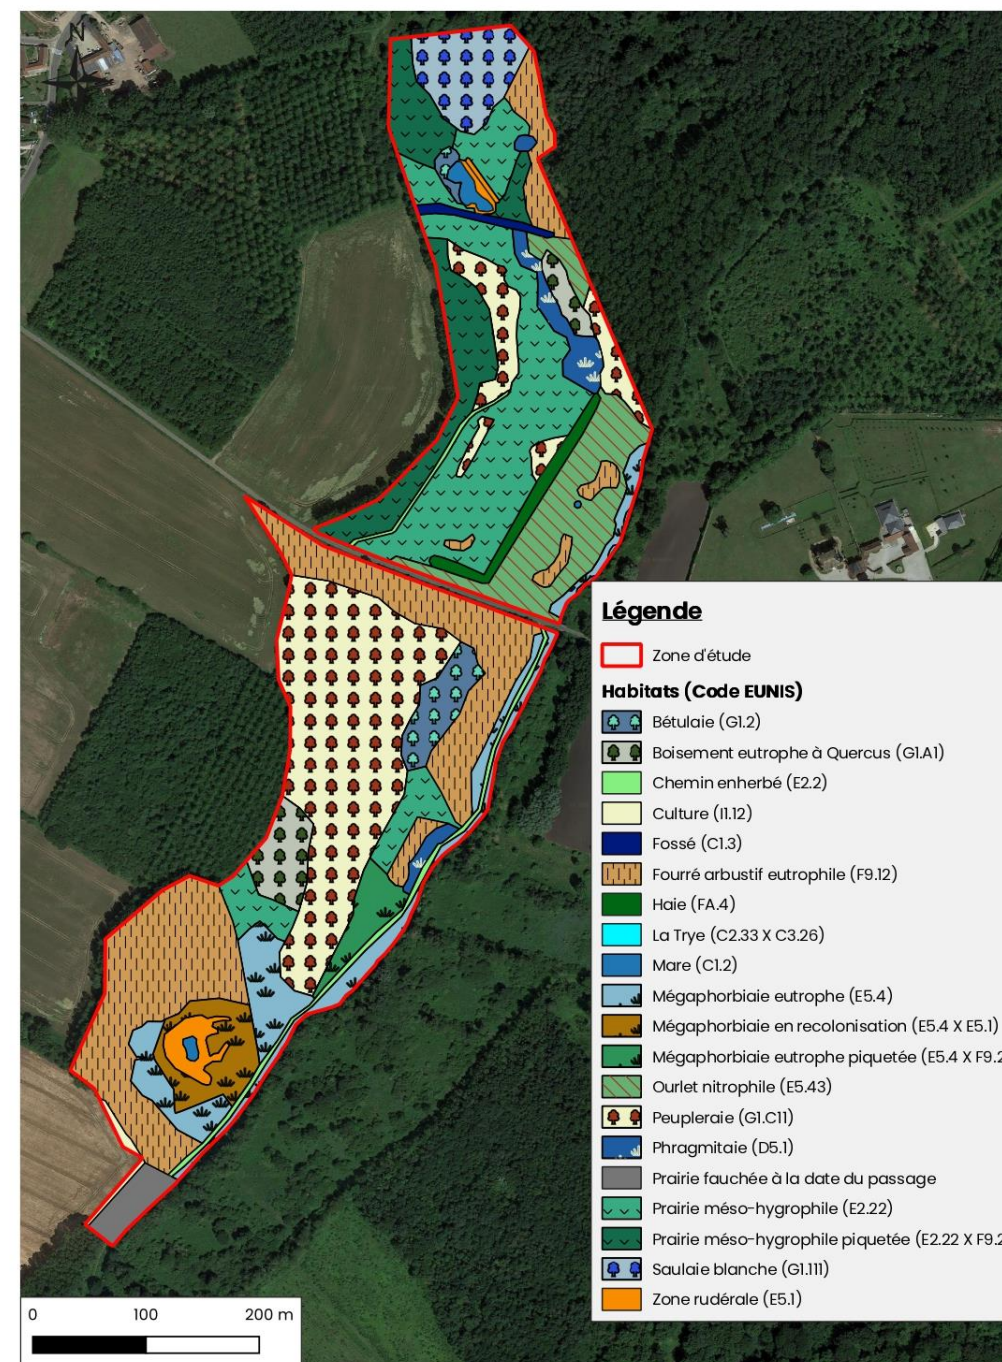 N
Légende
Zone d'étude
Habitats (Code EUNIS)
Bétulaie (G1.2)
Boisement eutrophe à Quercus (G1.A1)
Chemin enherbé (E2.2)
Culture (I1.12)
Fossé (C1.3)
Fourré arbustif eutrophile (F9.12)
Haie (FA.4)
La Trye (C2.33 X C3.26)
Mare (C1.2)
Mégaphorbiaie eutrophe (E5.4)
Mégaphorbiaie en recolonisation (E5.4 X E5.1)
Mégaphorbiaie eutrophe piquetée (E5.4 X F9.2
Ourlet nitrophile (E5.43)
Peupleraie (G1.C11)
Phragmitaie (D5.1)
Prairie fauchée à la date du passage
Prairie méso-hygrophile (E2.22)
Prairie méso-hygrophile piquetée (E2.22 X F9.2
Saulaie blanche (G1.111)
Zone rudérale (E5.1)
0 100 200 m